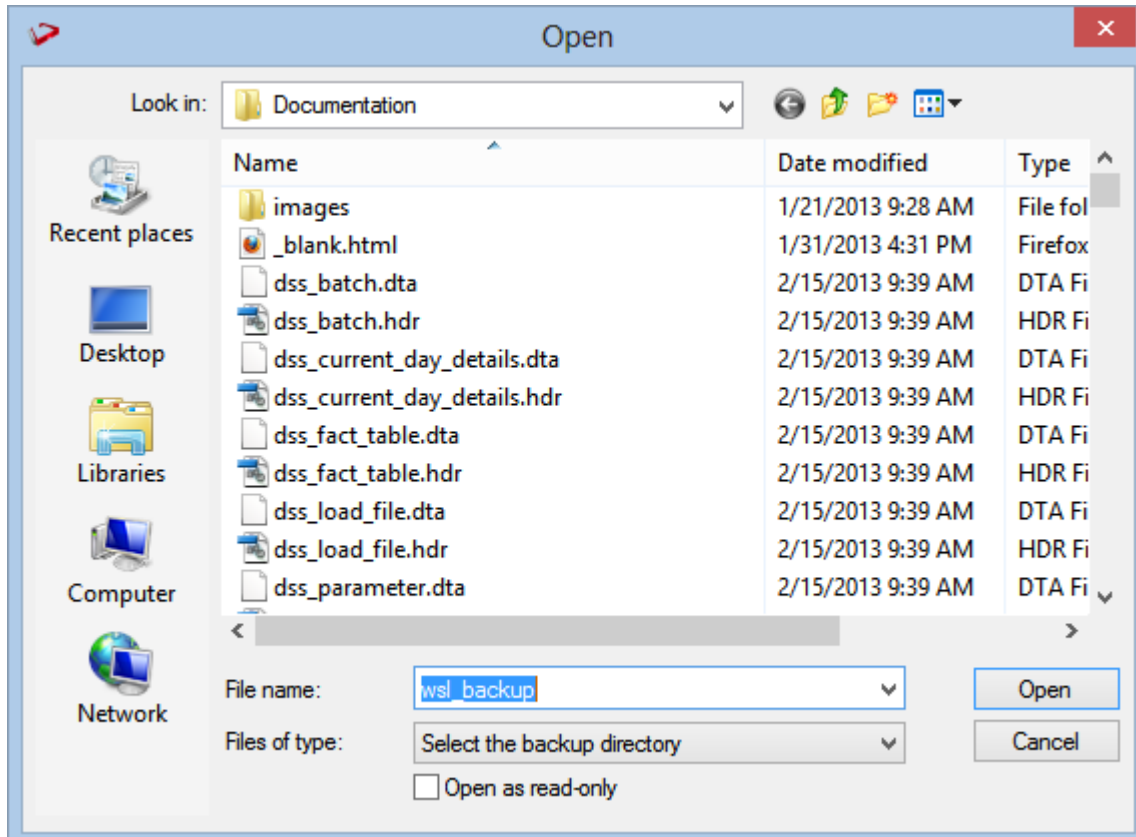 Open
Look in: Documentation
Name Date modified Type
images 1/21/2013 9:28 AM File fol
_blank.html 1/31/2013 4:31 PM Firefox
dss_batch.dta 2/15/2013 9:39 AM DTA Fi
dss_batch.hdr 2/15/2013 9:39 AM HDR Fi
dss_current_day_details.dta 2/15/2013 9:39 AM DTA Fi
dss_current_day_details.hdr 2/15/2013 9:39 AM HDR Fi
dss_fact_table.dta 2/15/2013 9:39 AM DTA Fi
dss_fact_table.hdr 2/15/2013 9:39 AM HDR Fi
dss_load_file.dta 2/15/2013 9:39 AM DTA Fi
dss_load_file.hdr 2/15/2013 9:39 AM HDR Fi
dss_parameter.dta 2/15/2013 9:39 AM DTA Fi
Recent places
Desktop
Libraries
Computer
Network
File name: wsl_backup Open
Files of type: Select the backup directory Cancel
Open as read-only